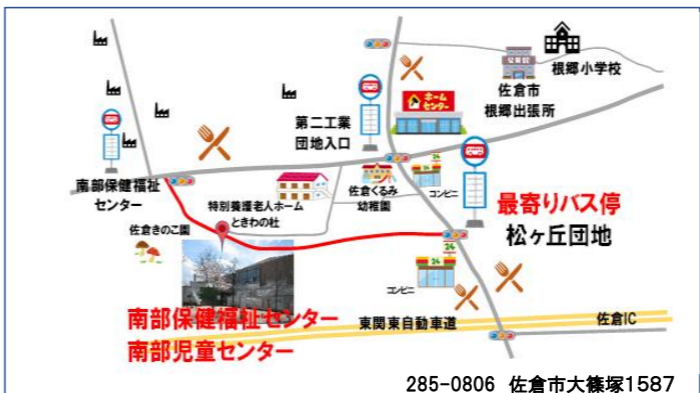 根郷小学校
佐倉市
根郷出張所
ホーム
センター
第二工業
団地入口
南部保健福祉
センター
特別養護老人ホーム
ときわの杜
佐倉くるみ
幼稚園
24
コンビニ
最寄りバス停
松ヶ丘団地
佐倉きのこ園
24
コンビニ
南部保健福祉センター
南部児童センター
東関東自動車道
佐倉IC
285-0806 佐倉市大篠塚1587